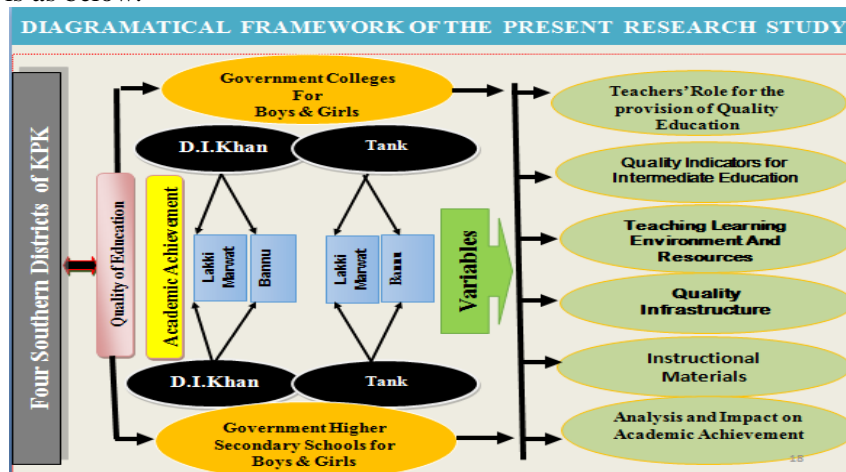 is as below:
DIAGRAMATICAL FRAMEWORK OF THE PRESENT RESEARCH STUDY
Four Southern Districts of KPK
Quality of Education
Academic Achievement
Government Colleges
For
Boys & Girls
D.I.Khan
Tank
Lakki
Marwat
Bannu
Lakki
Marwat
Bannu
D.I.Khan
Tank
Government Higher
Secondary Schools for
Boys & Girls
Variables
Teachers' Role for the
provision of Quality
Education
Quality Indicators for
Intermediate Education
Teaching Learning
Environment And
Resources
Quality
Infrastructure
Instructional
Materials
Analysis and Impact on
Academic Achievement
18